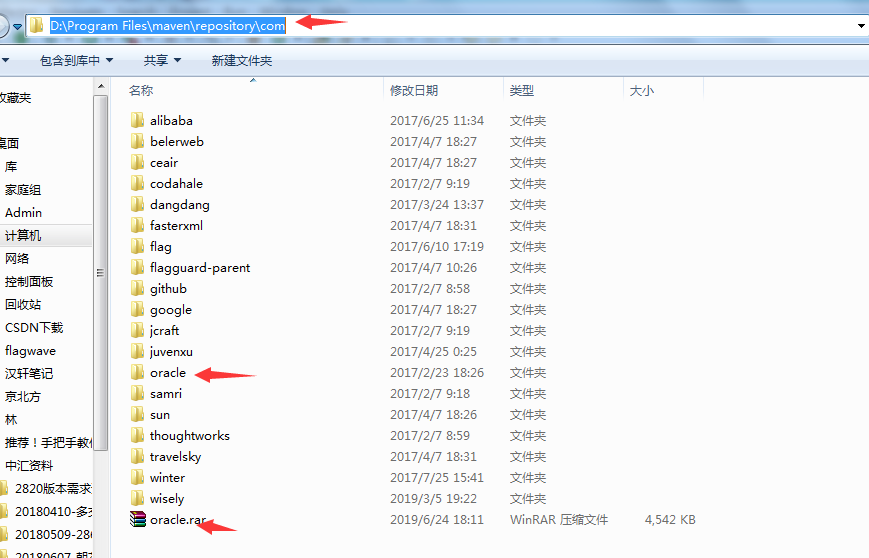 D:\Program Files\maven\repository\com
包含到库中 共享 新建文件夹
名称 修改日期 类型 大小
收藏夹
桌面
库
家庭组
Admin
计算机
网络
控制面板
回收站
CSDN下载
flagwave
汉轩笔记
京北方
林
推荐！手把手教
中汇资料
2820版本需求
20180410-多
20180509-28
20180607-
alibaba 2017/6/25 11:34 文件夹
belerweb 2017/4/7 18:27 文件夹
ceair 2017/4/7 18:27 文件夹
codahale 2017/2/7 9:19 文件夹
dangdang 2017/3/24 13:37 文件夹
fasterxml 2017/4/7 18:31 文件夹
flag 2017/6/10 17:19 文件夹
flagguard-parent 2017/4/7 10:26 文件夹
github 2017/2/7 8:58 文件夹
google 2017/4/7 18:27 文件夹
jcraft 2017/2/7 9:19 文件夹
juvenxu 2017/4/25 0:25 文件夹
oracle 2017/2/23 18:26 文件夹
samri 2017/2/7 9:18 文件夹
sun 2017/4/7 18:26 文件夹
thoughtworks 2017/2/7 8:59 文件夹
travelsky 2017/4/7 18:31 文件夹
winter 2017/7/25 15:41 文件夹
wisely 2019/3/5 19:22 文件夹
oracle.rar 2019/6/24 18:11 WinRAR 压缩文件 4,542 KB